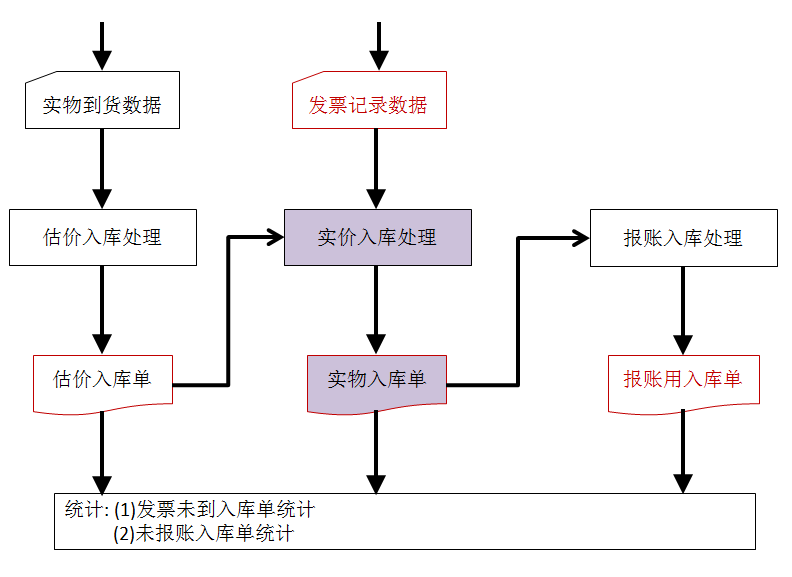 实物到货数据
发票记录数据
估价入库处理
实价入库处理
报账入库处理
估价入库单
实物入库单
报账用入库单
统计: (1)发票未到入库单统计
(2)未报账入库单统计